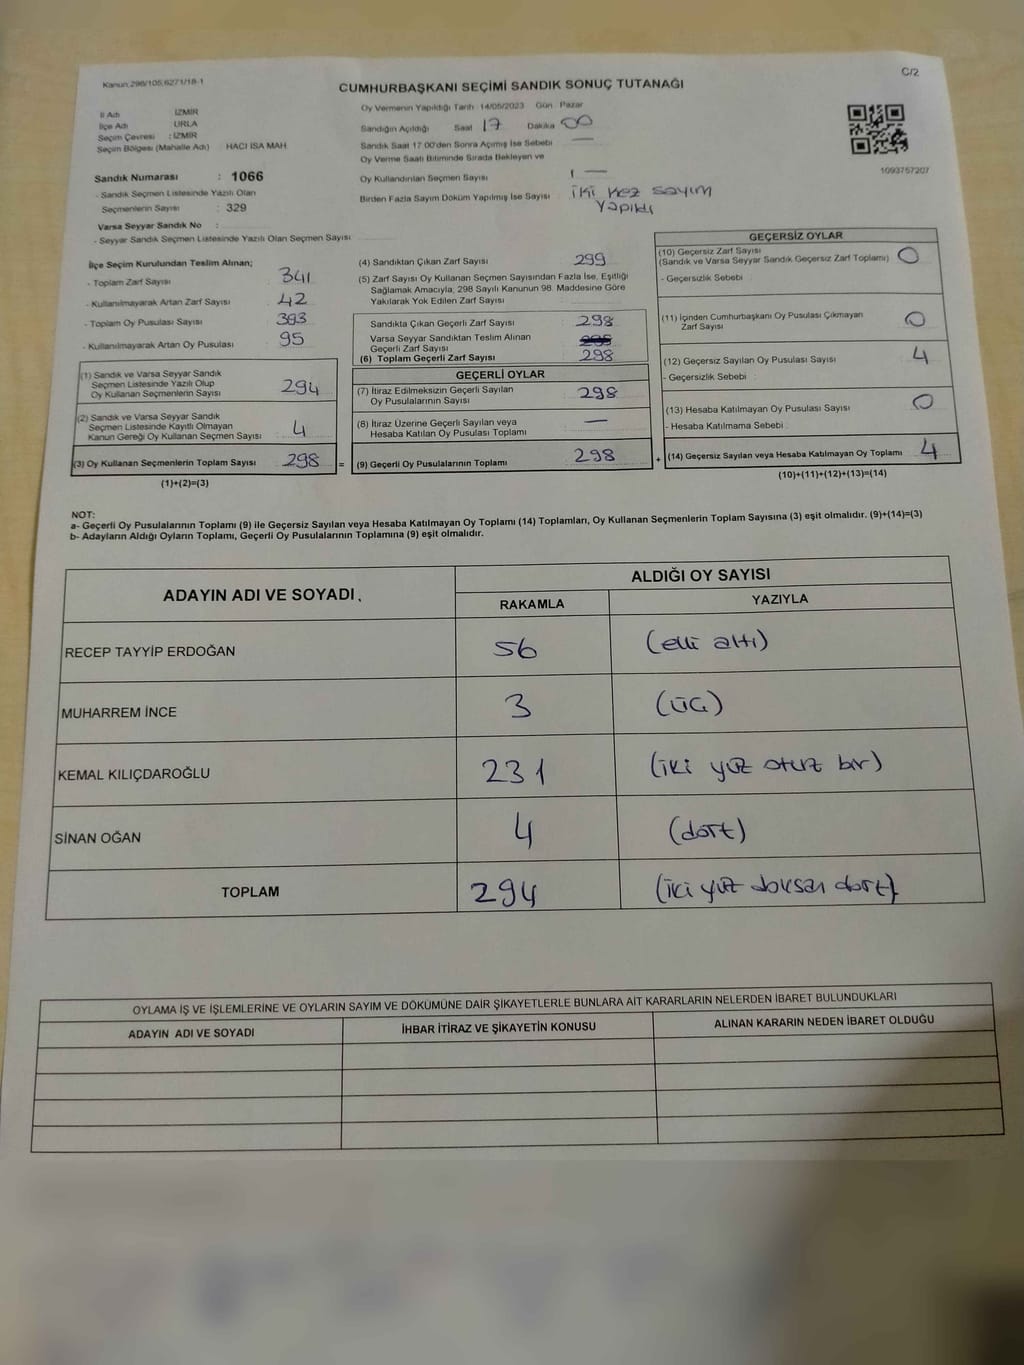 Kanun 298/105,6271/18-1
C/2
CUMHURBAŞKANI SEÇİMİ SANDIK SONUÇ TUTANAĞI
İl Adı İZMİR
İlçe Adı URLA
Seçim Çevresi : İZMİR
Seçim Bölgesi (Mahalle Adı) HACI İSA MAH
Sandık Numarası : 1066
- Sandık Seçmen Listesinde Yazılı Olan
Seçmenlerin Sayısı : 329
Varsa Seyyar Sandık No :
- Seyyar Sandık Seçmen Listesinde Yazılı Olan Seçmen Sayısı
Oy Vermenin Yapıldığı Tarih 14/05/2023 Gün Pazar
Sandığın Açıldığı Saat 17 Dakika 00
Sandık Saat 17.00'den Sonra Açımış İse Sebebi —
Oy Verme Saati Bitiminde Sırada Bekleyen ve
Oy Kullandırılan Seçmen Sayısı : —
Birden Fazla Sayım Döküm Yapılmış İse Sayısı iki kez sayım
Yapıldı
1093757207
İlçe Seçim Kurulundan Teslim Alınan;
- Toplam Zarf Sayısı 341
- Kullanılmayarak Artan Zarf Sayısı 42
- Toplam Oy Pusulası Sayısı 393
- Kullanılmayarak Artan Oy Pusulası 95
(1) Sandık ve Varsa Seyyar Sandık
Seçmen Listesinde Yazılı Olup
Oy Kullanan Seçmenlerin Sayısı 294
(2) Sandık ve Varsa Seyyar Sandık
Seçmen Listesinde Kayıtlı Olmayan
Kanun Gereği Oy Kullanan Seçmen Sayısı 4
(3) Oy Kullanan Seçmenlerin Toplam Sayısı 298 =
(1)+(2)=(3)
(4) Sandıktan Çıkan Zarf Sayısı 299
(5) Zarf Sayısı Oy Kullanan Seçmen Sayısından Fazla İse, Eşitliği
Sağlamak Amacıyla, 298 Sayılı Kanunun 98. Maddesine Göre
Yakılarak Yok Edilen Zarf Sayısı :
Sandıkta Çıkan Geçerli Zarf Sayısı : 298
Varsa Seyyar Sandıktan Teslim Alınan
Geçerli Zarf Sayısı
(6) Toplam Geçerli Zarf Sayısı 298
GEÇERLİ OYLAR
(7) İtiraz Edilmeksizin Geçerli Sayılan
Oy Pusulalarının Sayısı : 298
(8) İtiraz Üzerine Geçerli Sayılan veya
Hesaba Katılan Oy Pusulası Toplamı : —
(9) Geçerli Oy Pusulalarının Toplamı : 298 +
GEÇERSİZ OYLAR
(10) Geçersiz Zarf Sayısı
(Sandık ve Varsa Seyyar Sandık Geçersiz Zarf Toplamı) : 0
- Geçersizlik Sebebi :
(11) İçinden Cumhurbaşkanı Oy Pusulası Çıkmayan
Zarf Sayısı 0
(12) Geçersiz Sayılan Oy Pusulası Sayısı 4
- Geçersizlik Sebebi :
(13) Hesaba Katılmayan Oy Pusulası Sayısı 0
- Hesaba Katılmama Sebebi :
(14) Geçersiz Sayılan veya Hesaba Katılmayan Oy Toplamı 4
(10)+(11)+(12)+(13)=(14)
NOT:
a- Geçerli Oy Pusulalarının Toplamı (9) ile Geçersiz Sayılan veya Hesaba Katılmayan Oy Toplamı (14) Toplamları, Oy Kullanan Seçmenlerin Toplam Sayısına (3) eşit olmalıdır. (9)+(14)=(3)
b- Adayların Aldığı Oyların Toplamı, Geçerli Oy Pusulalarının Toplamına (9) eşit olmalıdır.
ADAYIN ADI VE SOYADI
ALDIĞI OY SAYISI
RAKAMLA YAZIYLA
RECEP TAYYİP ERDOĞAN 56 (elli altı)
MUHARREM İNCE 3 (üç)
KEMAL KILIÇDAROĞLU 231 (iki yüz otuz bir)
SİNAN OĞAN 4 (dört)
TOPLAM 294 (iki yüz doksan dört)
OYLAMA İŞ VE İŞLEMLERİNE VE OYLARIN SAYIM VE DÖKÜMÜNE DAİR ŞİKAYETLERLE BUNLARA AİT KARARLARIN NELERDEN İBARET BULUNDUKLARI
ADAYIN ADI VE SOYADI İHBAR İTİRAZ VE ŞİKAYETİN KONUSU ALINAN KARARIN NEDEN İBARET OLDUĞU